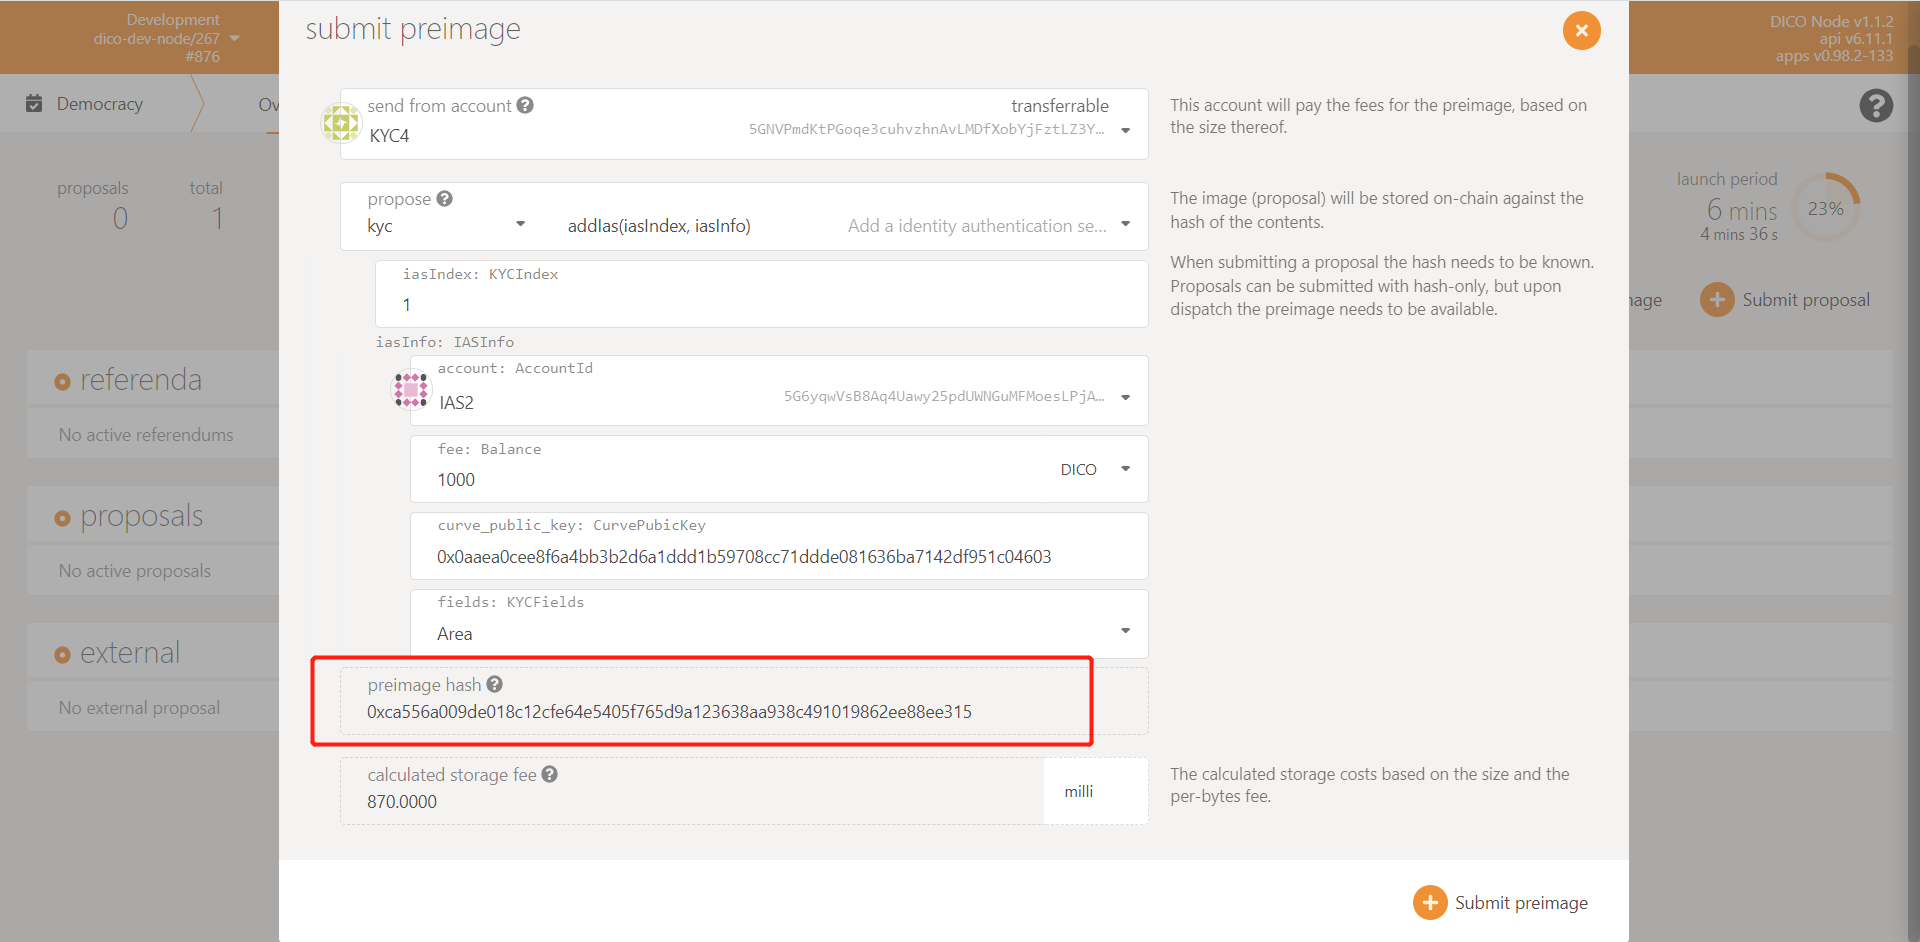 Development
dico-dev-node/267
#876
submit preimage
DICO Node v1.1.2
api v6.11.1
apps v0.98.2-133
Democracy
Ov
send from account
transferrable
KYC4
5GNVPmdKtPGoqe3cuhvzhnAvLMDfXobYjFztLZ3Y…
This account will pay the fees for the preimage, based on
the size thereof.
proposals
0
total
1
propose
kyc
addIas(iasIndex, iasInfo)
Add a identity authentication se...
The image (proposal) will be stored on-chain against the
hash of the contents.
launch period
6 mins
4 mins 36 s
23%
iasIndex: KYCIndex
1
When submitting a proposal the hash needs to be known.
Proposals can be submitted with hash-only, but upon
dispatch the preimage needs to be available.
Submit proposal
iasInfo: IASInfo
account: AccountId
IAS2
5G6yqwVsB8Aq4Uawy25pdUWNGuMFMoesLPjA…
referenda
No active referendums
fee: Balance
1000
DICO
curve_public_key: CurvePubicKey
0x0aaea0cee8f6a4bb3b2d6a1ddd1b59708cc71ddde081636ba7142df951c04603
proposals
No active proposals
fields: KYCFields
Area
external
No external proposal
preimage hash
0xca556a009de018c12cfe64e5405f765d9a123638aa938c491019862ee88ee315
calculated storage fee
870.0000
milli
The calculated storage costs based on the size and the
per-bytes fee.
Submit preimage